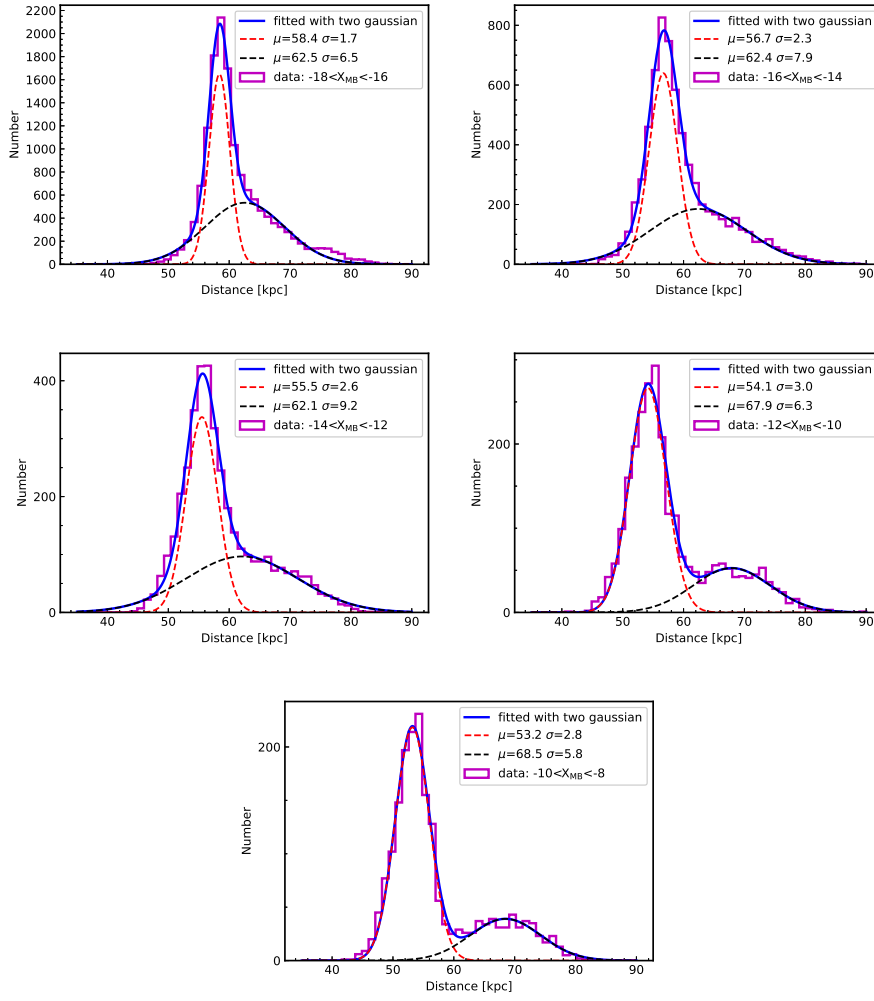 2200
2000
1800
1600
1400
1200
1000
800
600
400
200
0
Number
fitted with two gaussian
μ=58.4 σ=1.7
μ=62.5 σ=6.5
data: -18<X_MB<-16
40 50 60 70 80 90
Distance [kpc]
800
600
400
200
0
Number
fitted with two gaussian
μ=56.7 σ=2.3
μ=62.4 σ=7.9
data: -16<X_MB<-14
40 50 60 70 80 90
Distance [kpc]
400
200
0
Number
fitted with two gaussian
μ=55.5 σ=2.6
μ=62.1 σ=9.2
data: -14<X_MB<-12
40 50 60 70 80 90
Distance [kpc]
200
0
Number
fitted with two gaussian
μ=54.1 σ=3.0
μ=67.9 σ=6.3
data: -12<X_MB<-10
40 50 60 70 80 90
Distance [kpc]
200
0
Number
fitted with two gaussian
μ=53.2 σ=2.8
μ=68.5 σ=5.8
data: -10<X_MB<-8
40 50 60 70 80 90
Distance [kpc]